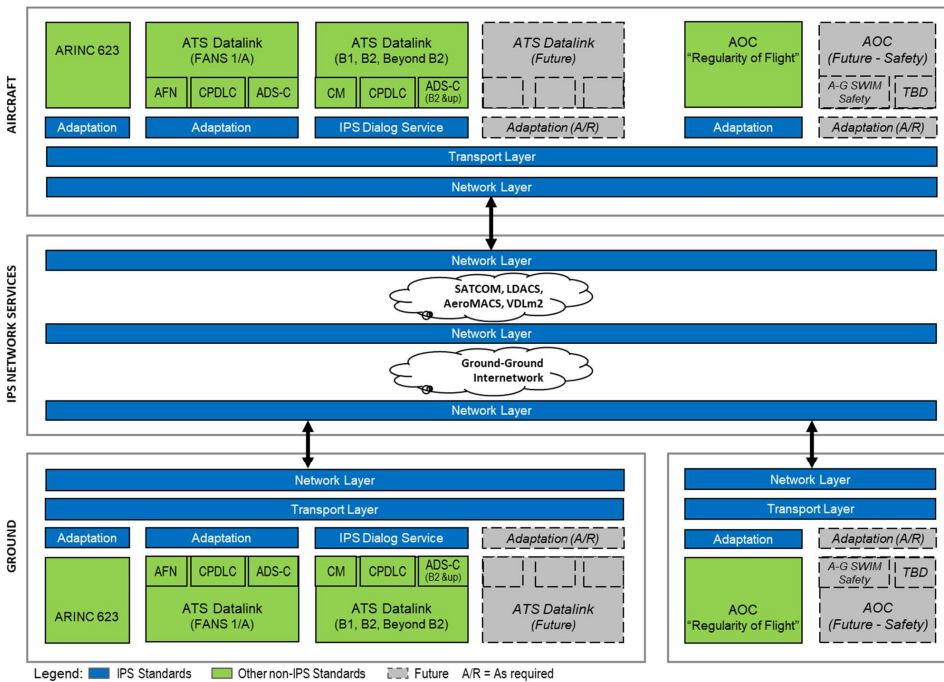 AIRCRAFT
ARINC 623
ATS Datalink
(FANS 1/A)
AFN
CPDLC
ADS-C
ATS Datalink
(B1, B2, Beyond B2)
CM
CPDLC
ADS-C
(B2 &up)
ATS Datalink
(Future)
AOC
“Regularity of Flight”
AOC
(Future - Safety)
A-G SWIM
Safety
TBD
Adaptation
Adaptation
IPS Dialog Service
Adaptation (A/R)
Adaptation
Adaptation (A/R)
Transport Layer
Network Layer
IPS NETWORK SERVICES
Network Layer
SATCOM, LDACS,
AeroMACS, VDLm2
Network Layer
Ground-Ground
Internetwork
Network Layer
GROUND
Network Layer
Transport Layer
Adaptation
Adaptation
IPS Dialog Service
Adaptation (A/R)
ARINC 623
AFN
CPDLC
ADS-C
ATS Datalink
(FANS 1/A)
CM
CPDLC
ADS-C
(B2 &up)
ATS Datalink
(B1, B2, Beyond B2)
ATS Datalink
(Future)
Network Layer
Transport Layer
Adaptation
Adaptation (A/R)
AOC
“Regularity of Flight”
A-G SWIM
Safety
TBD
AOC
(Future - Safety)
Legend: IPS Standards Other non-IPS Standards Future A/R = As required